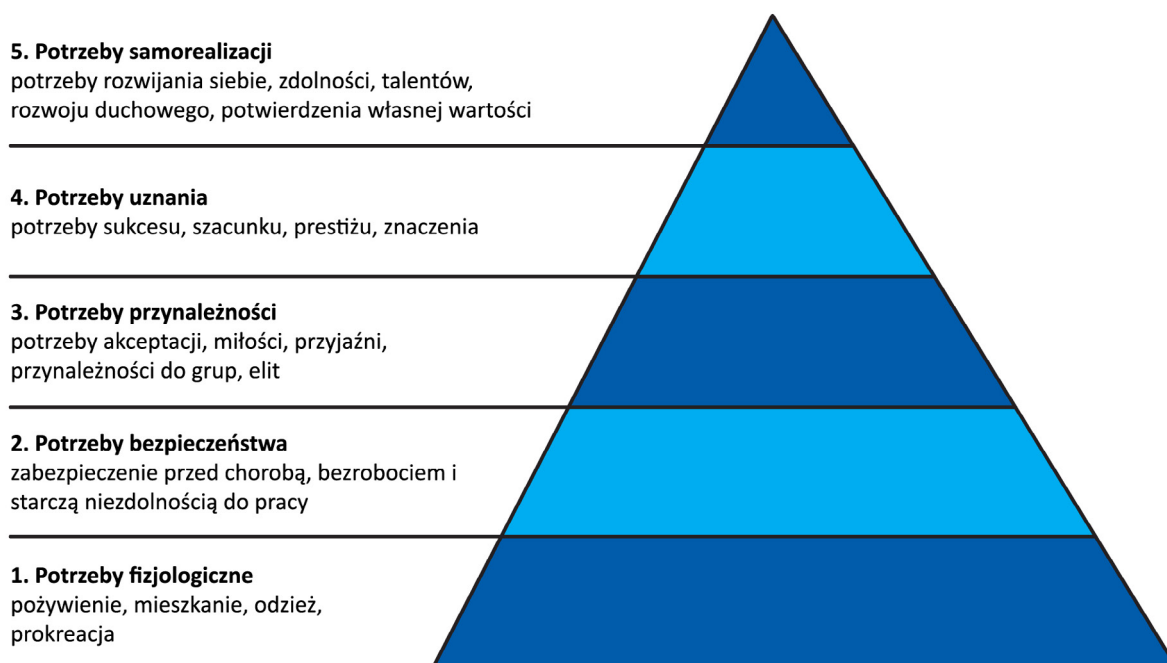 5. Potrzeby samorealizacji
potrzeby rozwijania siebie, zdolności, talentów,
rozwoju duchowego, potwierdzenia własnej wartości
4. Potrzeby uznania
potrzeby sukcesu, szacunku, prestiżu, znaczenia
3. Potrzeby przynależności
potrzeby akceptacji, miłości, przyjaźni,
przynależności do grup, elit
2. Potrzeby bezpieczeństwa
zabezpieczenie przed chorobą, bezrobociem i
starczą niezdolnością do pracy
1. Potrzeby fizjologiczne
pożywienie, mieszkanie, odzież,
prokreacja